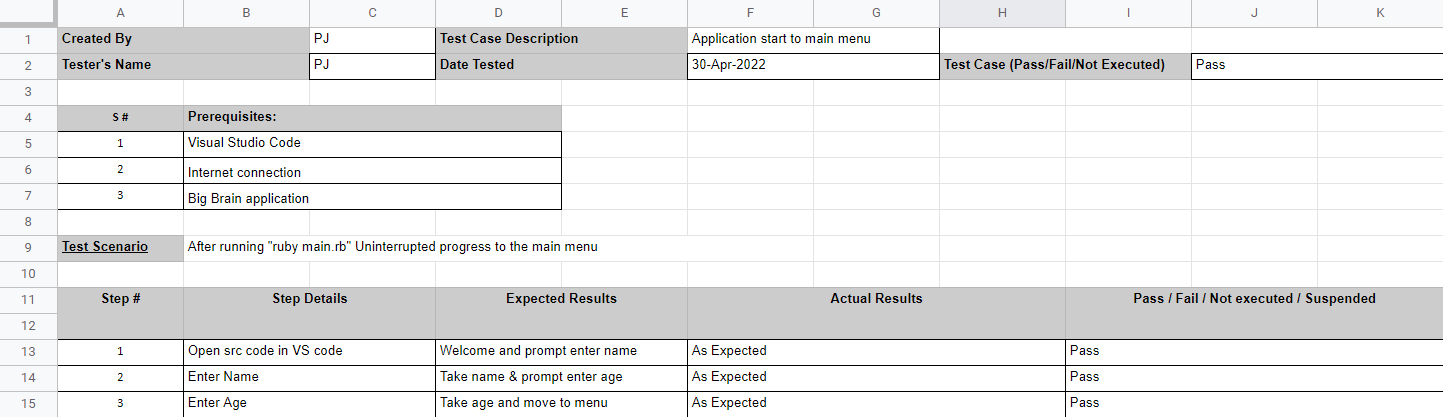 A B C D E F G H I J K
1 Created By PJ Test Case Description Application start to main menu
2 Tester's Name PJ Date Tested 30-Apr-2022 Test Case (Pass/Fail/Not Executed) Pass
3
4 S # Prerequisites:
5 1 Visual Studio Code
6 2 Internet connection
7 3 Big Brain application
8
9 Test Scenario After running "ruby main.rb" Uninterrupted progress to the main menu
10
11 Step # Step Details Expected Results Actual Results Pass / Fail / Not executed / Suspended
12
13 1 Open src code in VS code Welcome and prompt enter name As Expected Pass
14 2 Enter Name Take name & prompt enter age As Expected Pass
15 3 Enter Age Take age and move to menu As Expected Pass